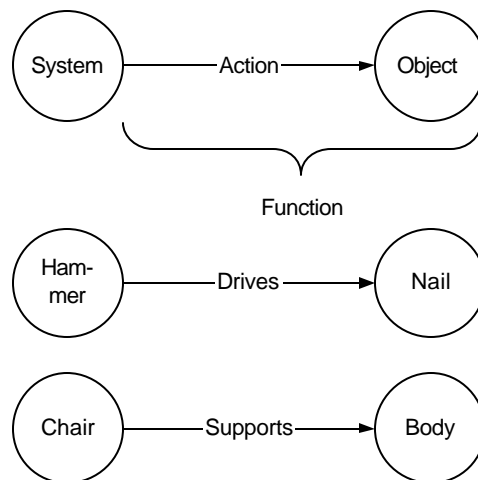 System Action Object
Function
Ham-
mer Drives Nail
Chair Supports Body